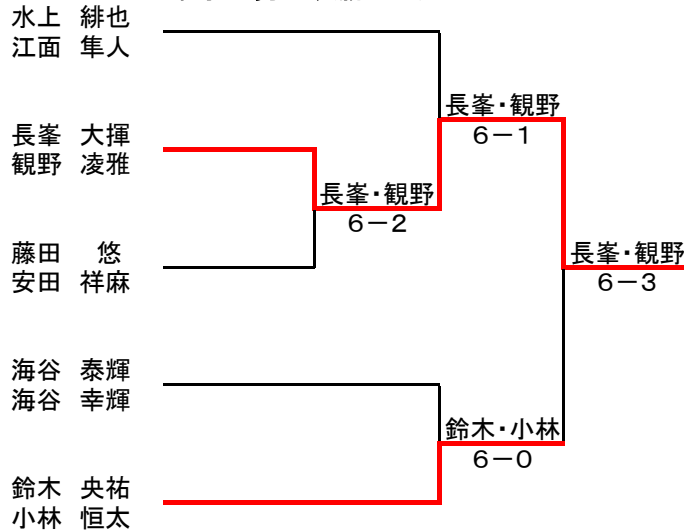 水上 緋也
江面 隼人
長峯・観野
6-1
長峯 大揮
観野 凌雅
長峯・観野
6-2
藤田 悠
安田 祥麻
長峯・観野
6-3
海谷 泰輝
海谷 幸輝
鈴木・小林
6-0
鈴木 央祐
小林 恒太